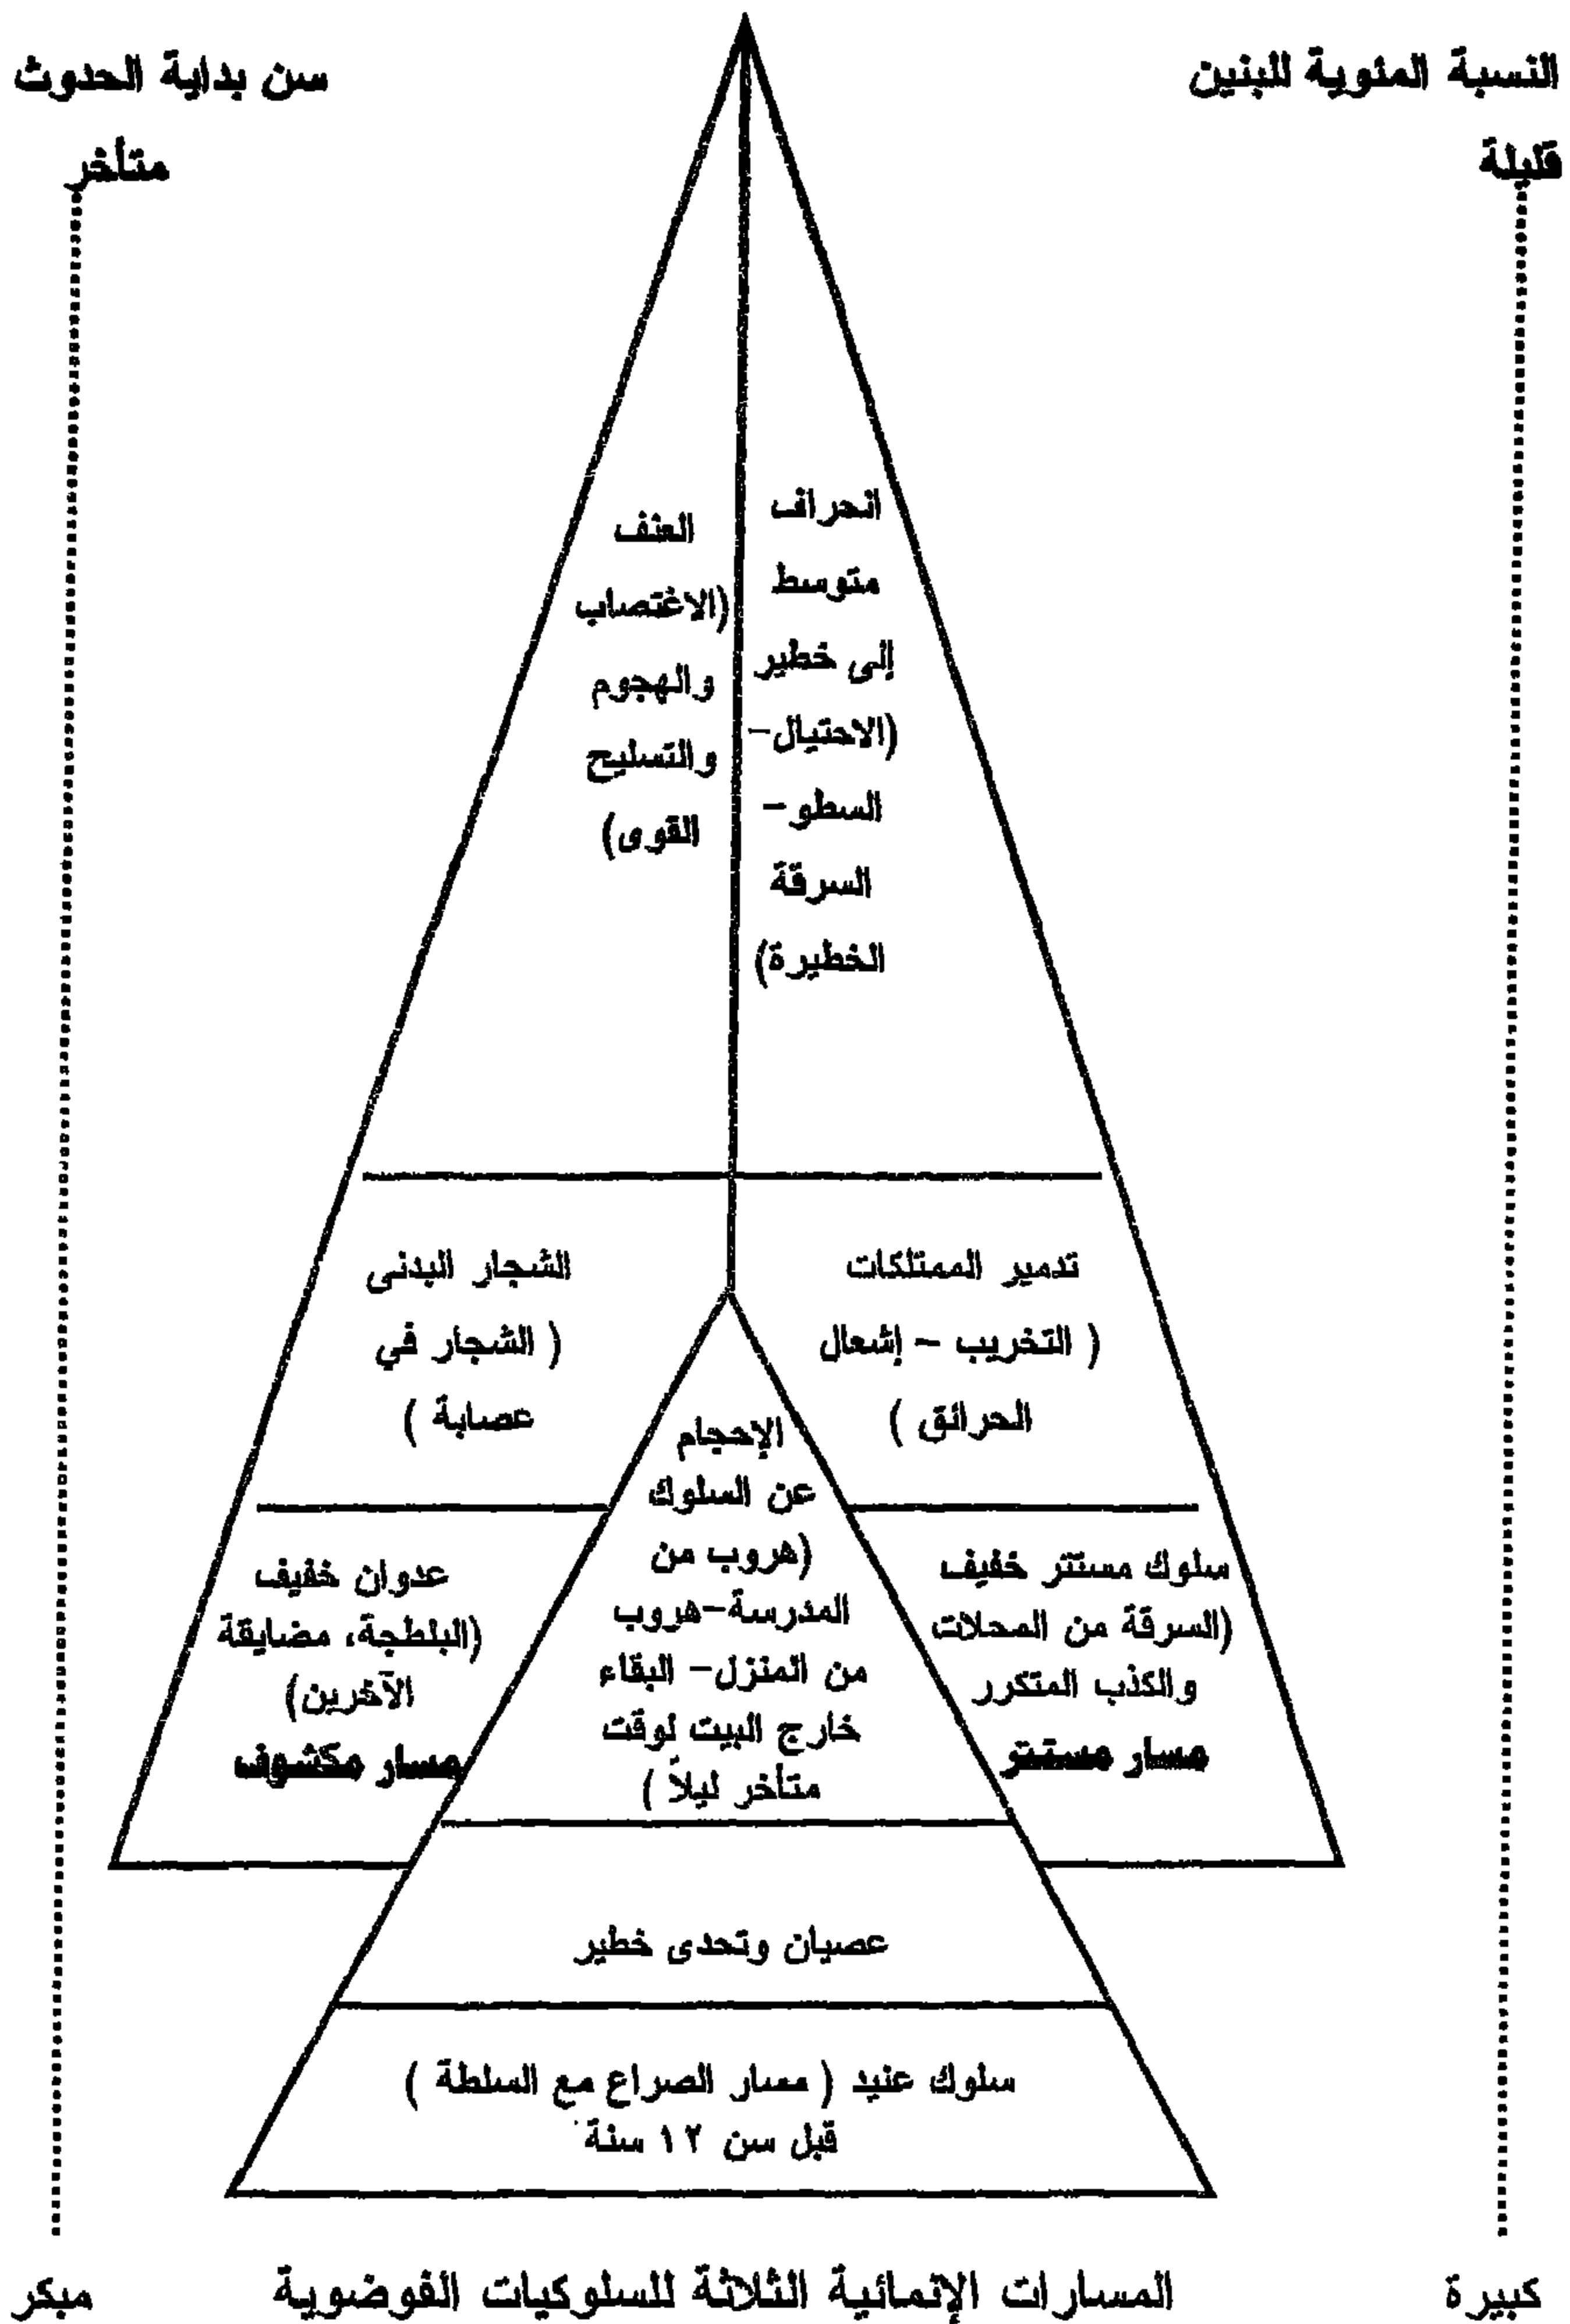 النسبة المئوية للبنين
قليلة
سن بداية الحدوث
متأخر
انحراف
متوسط
إلى خطير
(الاحتيال-
السطو-
السرقة
الخطيرة)
العنف
(الاغتصاب
والهجوم
والتسليح
القوى)
تدمير الممتلكات
( التخريب - إشعال
الحرائق )
الشجار البدنى
( الشجار في
عصابة )
الإحجام
عن السلوك
(هروب من
المدرسة-هروب
من المنزل- البقاء
خارج البيت لوقت
متأخر ليلاً )
سلوك مستتر خفيف
(السرقة من المحلات
والكذب المتكرر
مسار مستتر
عدوان خفيف
(البلطجة، مضايقة
الآخرين)
مسار مكشوف
عصيان وتحدى خطير
سلوك عنيد ( مسار الصراع مع السلطة )
قبل سن ١٢ سنة
كبيرة
المسارات الإنمائية الثلاثة للسلوكيات الفوضوية
مبكر